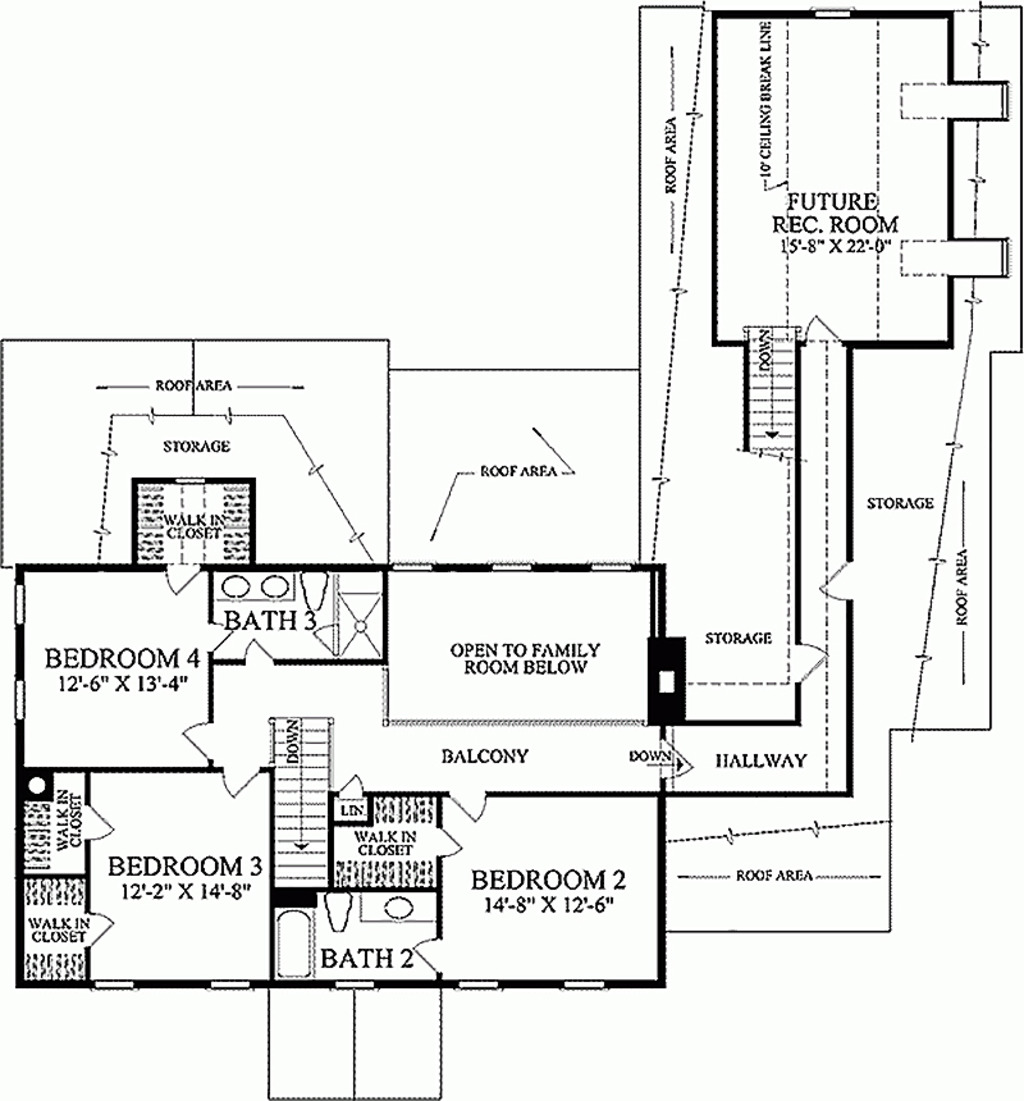 10' CEILING BREAK LINE
ROOF AREA
FUTURE
REC. ROOM
15'-8" X 22'-0"
DOWN
ROOF AREA
STORAGE
ROOF AREA
STORAGE
WALK IN
CLOSET
ROOF AREA
BATH 3
BEDROOM 4
12'-6" X 13'-4"
OPEN TO FAMILY
ROOM BELOW
STORAGE
DOWN
BALCONY
DOWN
HALLWAY
WALK IN
CLOSET
LIN.
WALK IN
CLOSET
BEDROOM 3
12'-2" X 14'-8"
BEDROOM 2
14'-8" X 12'-6"
ROOF AREA
WALK IN
CLOSET
BATH 2